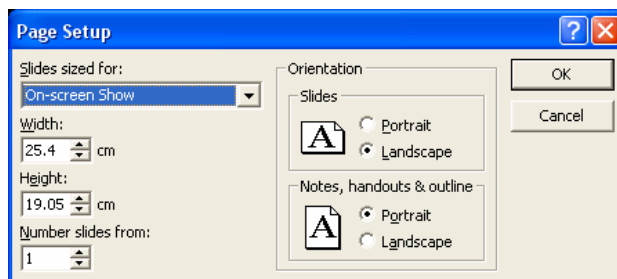 Page Setup
Slides sized for:
On-screen Show
Width:
25.4 cm
Height:
19.05 cm
Number slides from:
1
Orientation
Slides
A
Portrait
Landscape
Notes, handouts & outline
A
Portrait
Landscape
OK
Cancel